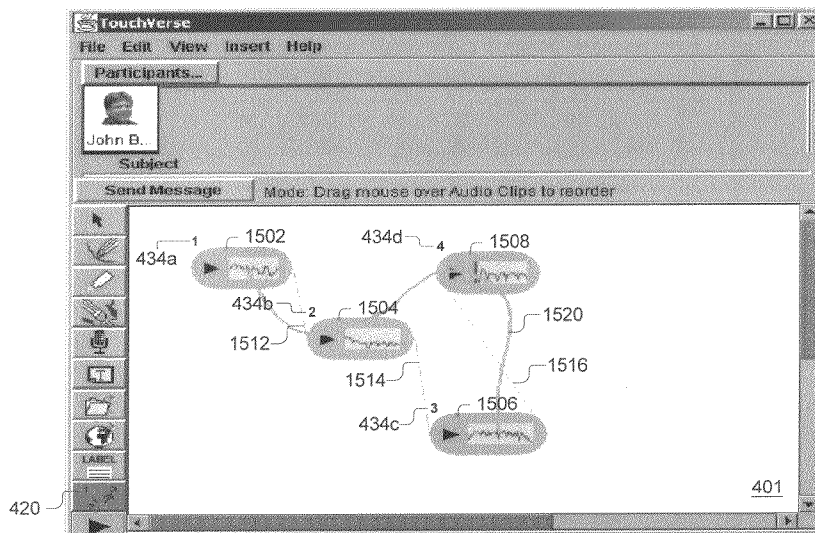 TouchVerse
File Edit View Insert Help
Participants...
John B...
Subject
Send Message Mode: Drag mouse over Audio Clips to reorder
1 1502 434d 4 1508
434a
434b 2 1504
1512 1520
1514 1516
434c 3 1506
T
LABEL
420 401